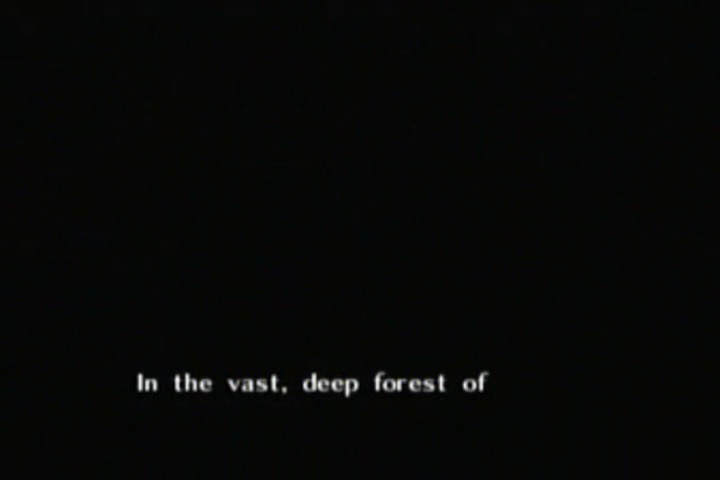 In the vast, deep forest of